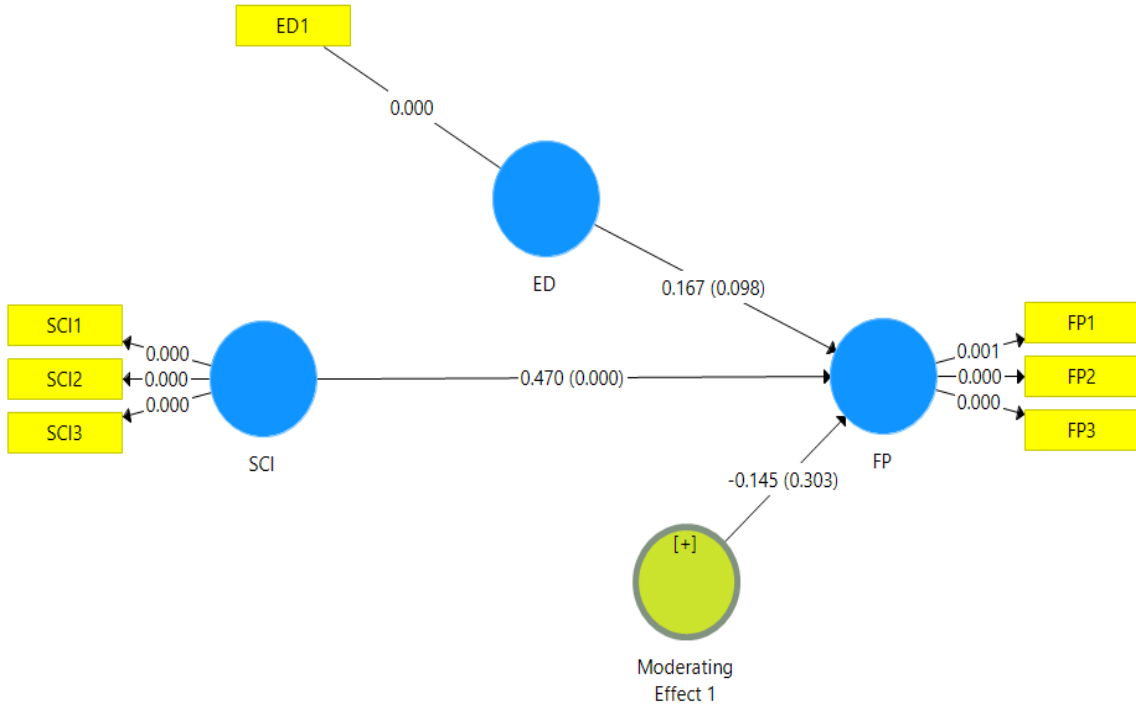 ED1
0.000
ED
0.167 (0.098)
SCI1
SCI2
SCI3
0.000
0.000
0.000
SCI
0.470 (0.000)
FP
0.001
0.000
0.000
FP1
FP2
FP3
-0.145 (0.303)
[+]
Moderating
Effect 1